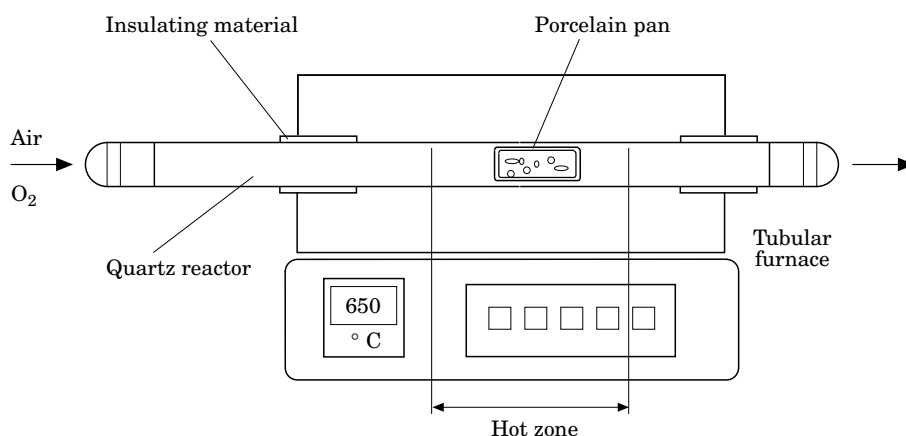 Insulating material
Porcelain pan
Air
O2
Quartz reactor
Tubular
furnace
650
° C
Hot zone